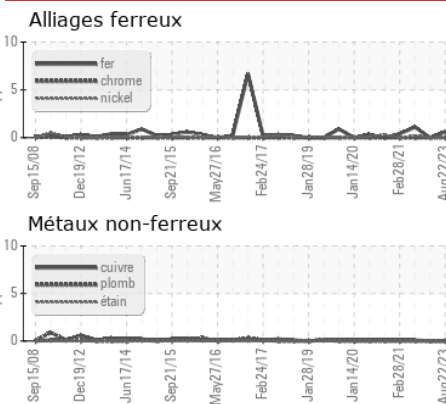 Alliages ferreux
10
5
0
fer
chrome
nickel
Sep15/08
Dec19/12
Jun17/14
Sep21/15
May27/16
Feb24/17
Jan28/19
Jan14/20
Feb28/21
Aug22/23
Métaux non-ferreux
10
5
0
cuivre
plomb
étain
Sep15/08
Dec19/12
Jun17/14
Sep21/15
May27/16
Feb24/17
Jan28/19
Jan14/20
Feb28/21
Aug22/23